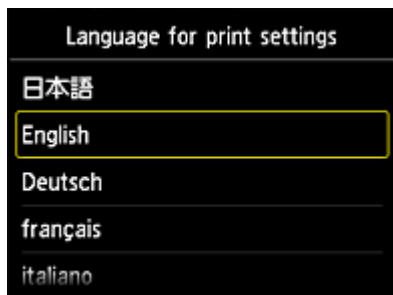 Language for print settings
日本語
English
Deutsch
français
italiano